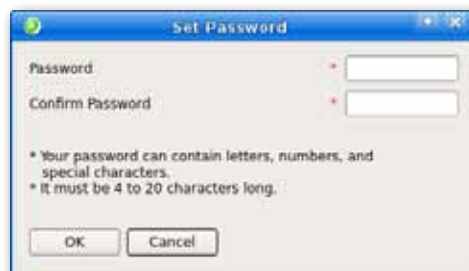 Set Password
Password *
Confirm Password *
* Your password can contain letters, numbers, and
special characters.
* It must be 4 to 20 characters long.
OK Cancel